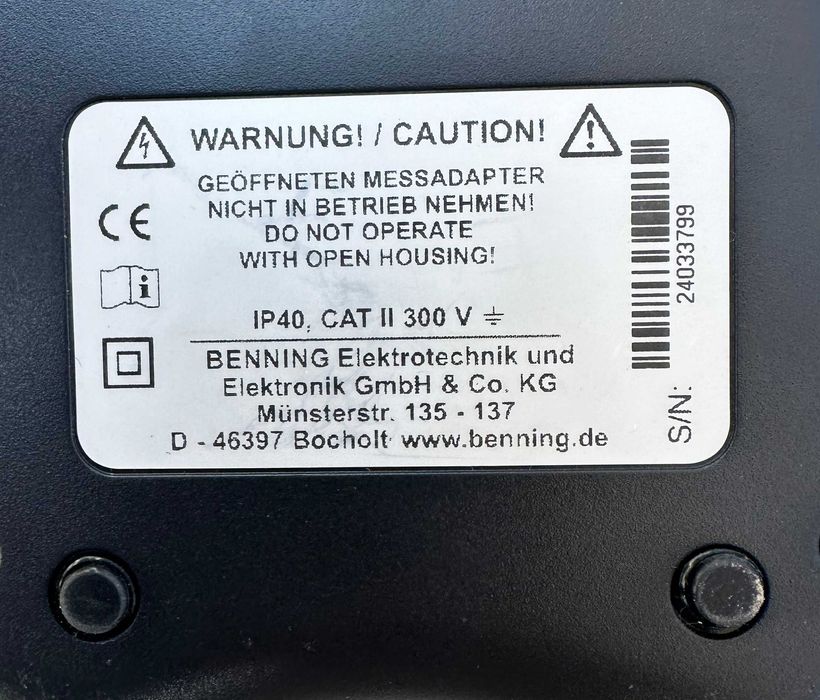 WARNUNG! / CAUTION!
GEÖFFNETEN MESSADAPTER
NICHT IN BETRIEB NEHMEN!
DO NOT OPERATE
WITH OPEN HOUSING!
CE
i
IP40, CAT II 300 V ⏚
BENNING Elektrotechnik und
Elektronik GmbH & Co. KG
Münsterstr. 135 - 137
D - 46397 Bocholt www.benning.de
S/N: 24033799